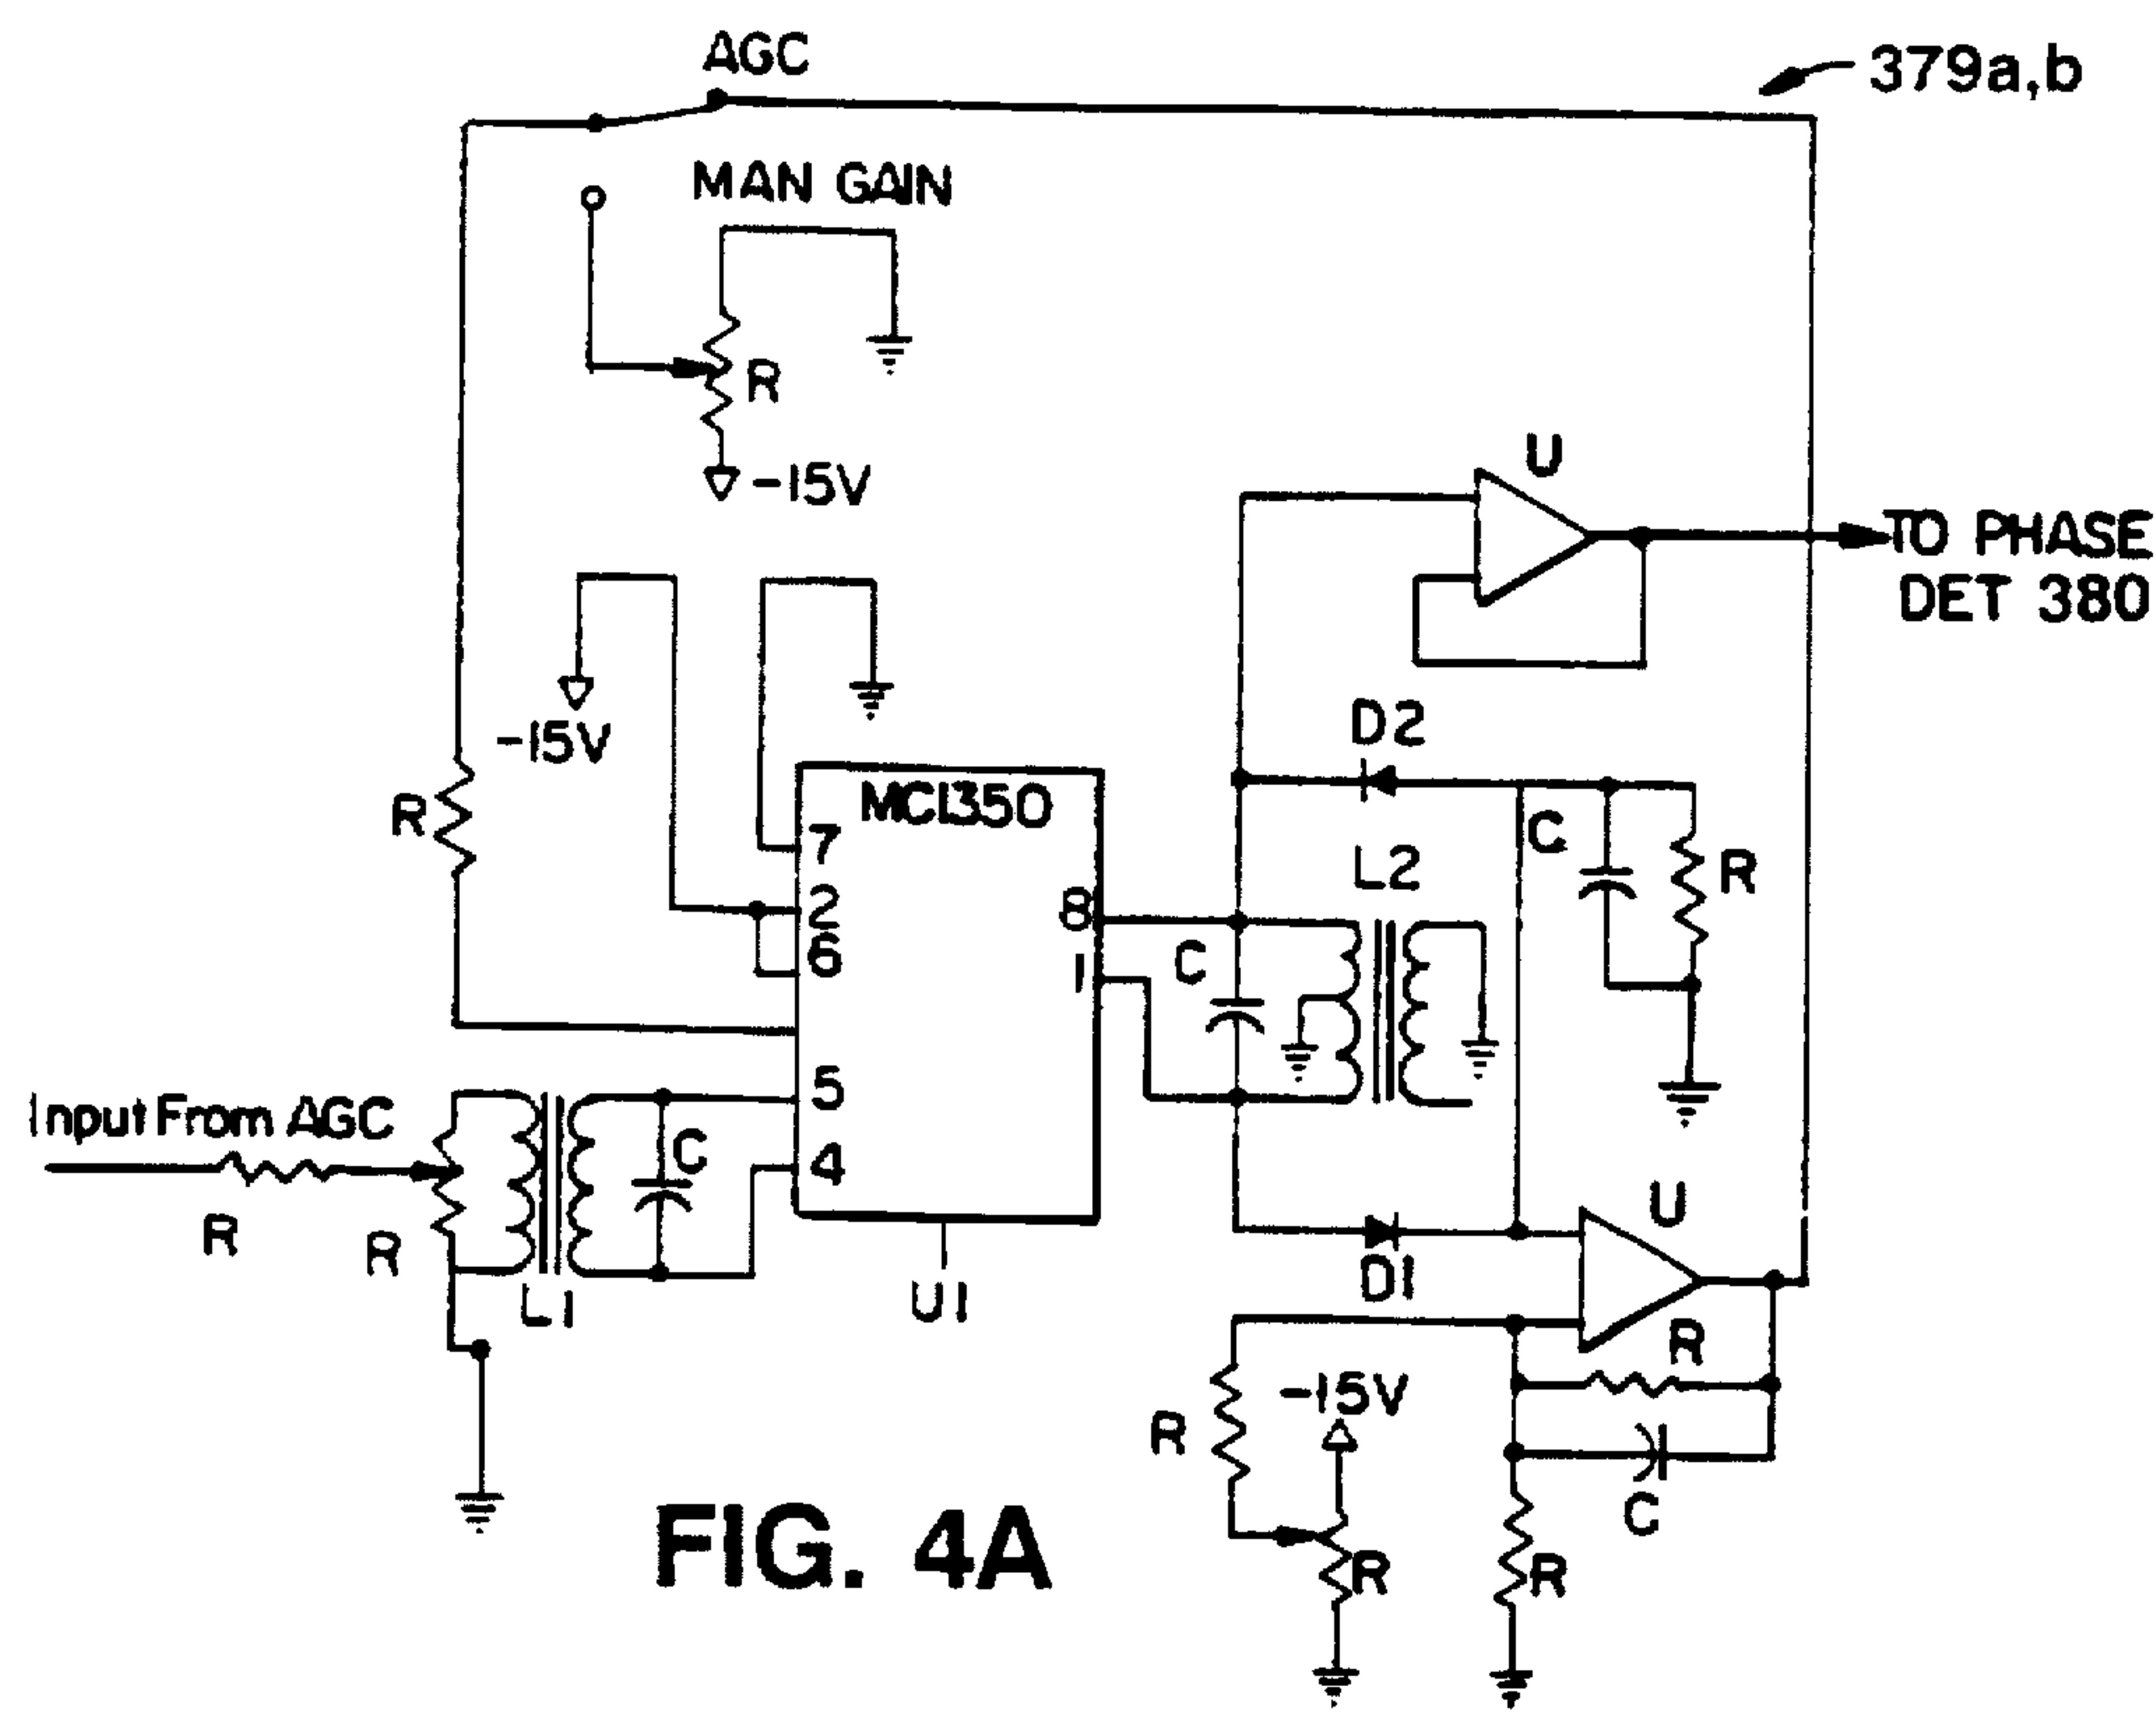 AGC
379a,b
MAN GAIN
R
-15V
U
TO PHASE
DET 380
-15V
D2
R
MC1350
7
2
6
8
1
5
4
C
L2
C
R
Input From AGC
C
R
R
L1
U1
D1
U
R
R
-15V
C
R
R
FIG. 4A